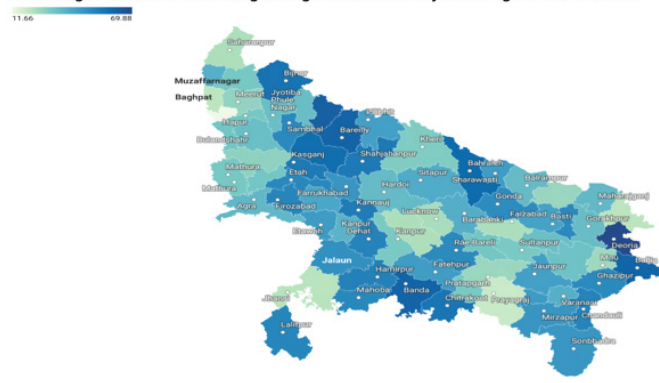 11.66 69.88
Saharanpur
Muzaffarnagar
Bijnor
Baghpat
Meerut
Jyotiba
Phule
Nagar
Hapur
Sambhal
Bareilly
Bulandshahr
Kheri
Kasganj
Shahjahanpur
Bahraich
Mathura
Etah
Sitapur
Sharawasti
Balrampur
Mathura
Farrukhabad
Hardoi
Gonda
Maharajganj
Agra
Firozabad
Kannauj
Lucknow
Barabanki
Faizabad
Basti
Gorakhpur
Etawah
Kanpur
Dehat
Kanpur
Rae Bareli
Sultanpur
Deoria
Jalaun
Mau
Ballia
Hamirpur
Fatehpur
Jaunpur
Ghazipur
Jhansi
Mahoba
Banda
Pratapgarh
Chitrakoot
Prayagraj
Varanasi
Mirzapur
Chandauli
Lalitpur
Sonbhadra